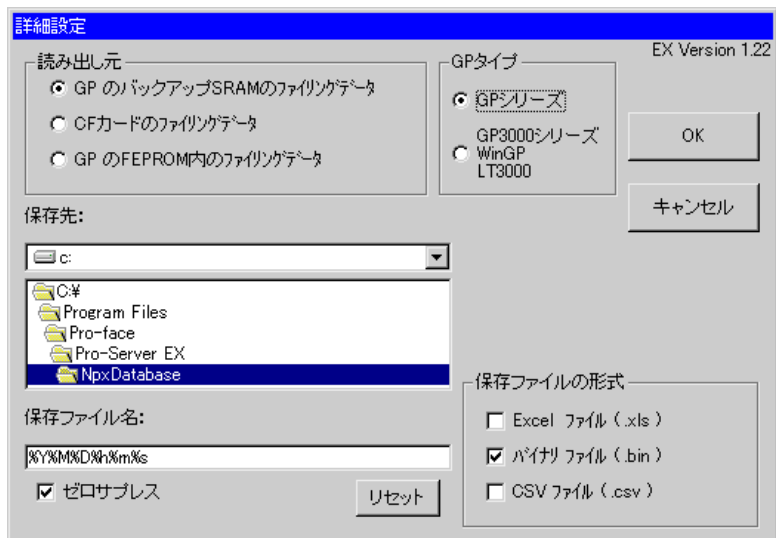 詳細設定
EX Version 1.22
読み出し元
GP のバックアップSRAMのファイリングデータ
CFカードのファイリングデータ
GP のFEPROM内のファイリングデータ
GPタイプ
GPシリーズ
GP3000シリーズ
WinGP
LT3000
OK
キャンセル
保存先:
c:
C:¥
Program Files
Pro-face
Pro-Server EX
NpxDatabase
保存ファイル名:
%Y%M%D%h%m%s
ゼロサプレス
リセット
保存ファイルの形式
Excel ファイル ( .xls )
バイナリ ファイル ( .bin )
CSV ファイル ( .csv )